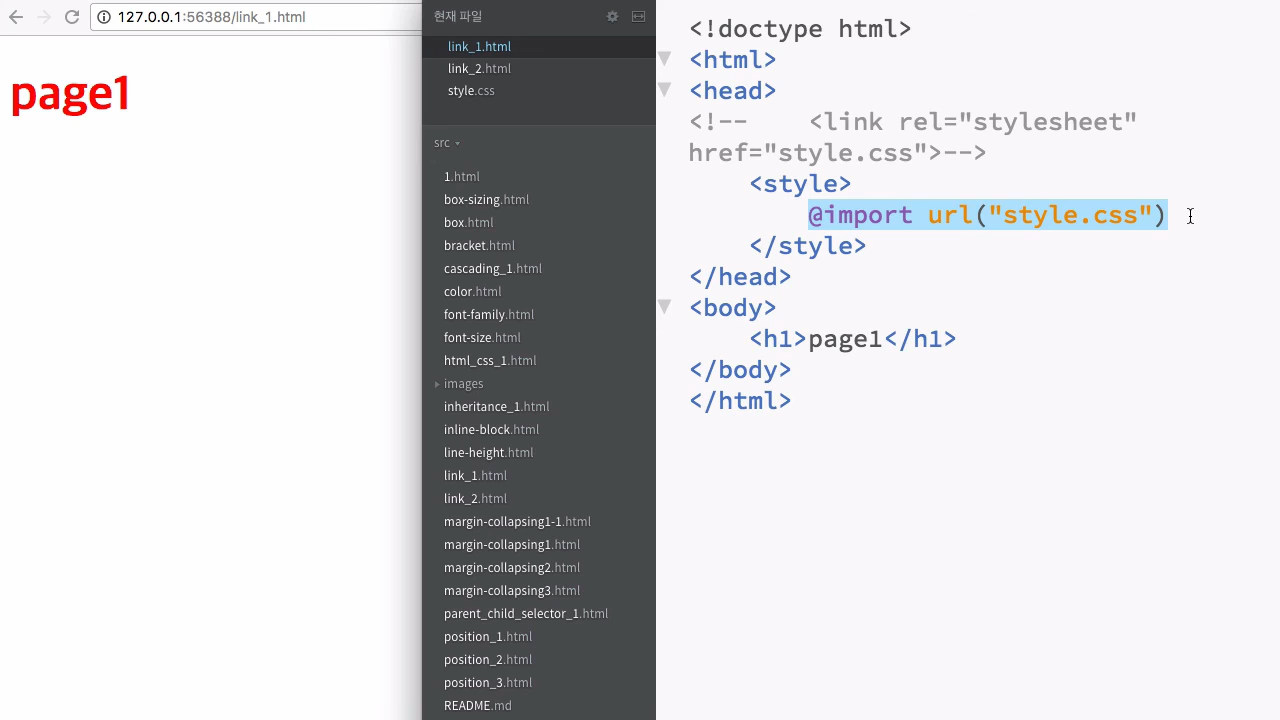 127.0.0.1:56388/link_1.html
page1
현재 파일
link_1.html
link_2.html
style.css
src
1.html
box-sizing.html
box.html
bracket.html
cascading_1.html
color.html
font-family.html
font-size.html
html_css_1.html
images
inheritance_1.html
inline-block.html
line-height.html
link_1.html
link_2.html
margin-collapsing1-1.html
margin-collapsing1.html
margin-collapsing2.html
margin-collapsing3.html
parent_child_selector_1.html
position_1.html
position_2.html
position_3.html
README.md
<!doctype html>
<html>
<head>
<!--    <link rel="stylesheet"
href="style.css">-->
    <style>
        @import url("style.css")
    </style>
</head>
<body>
    <h1>page1</h1>
</body>
</html>